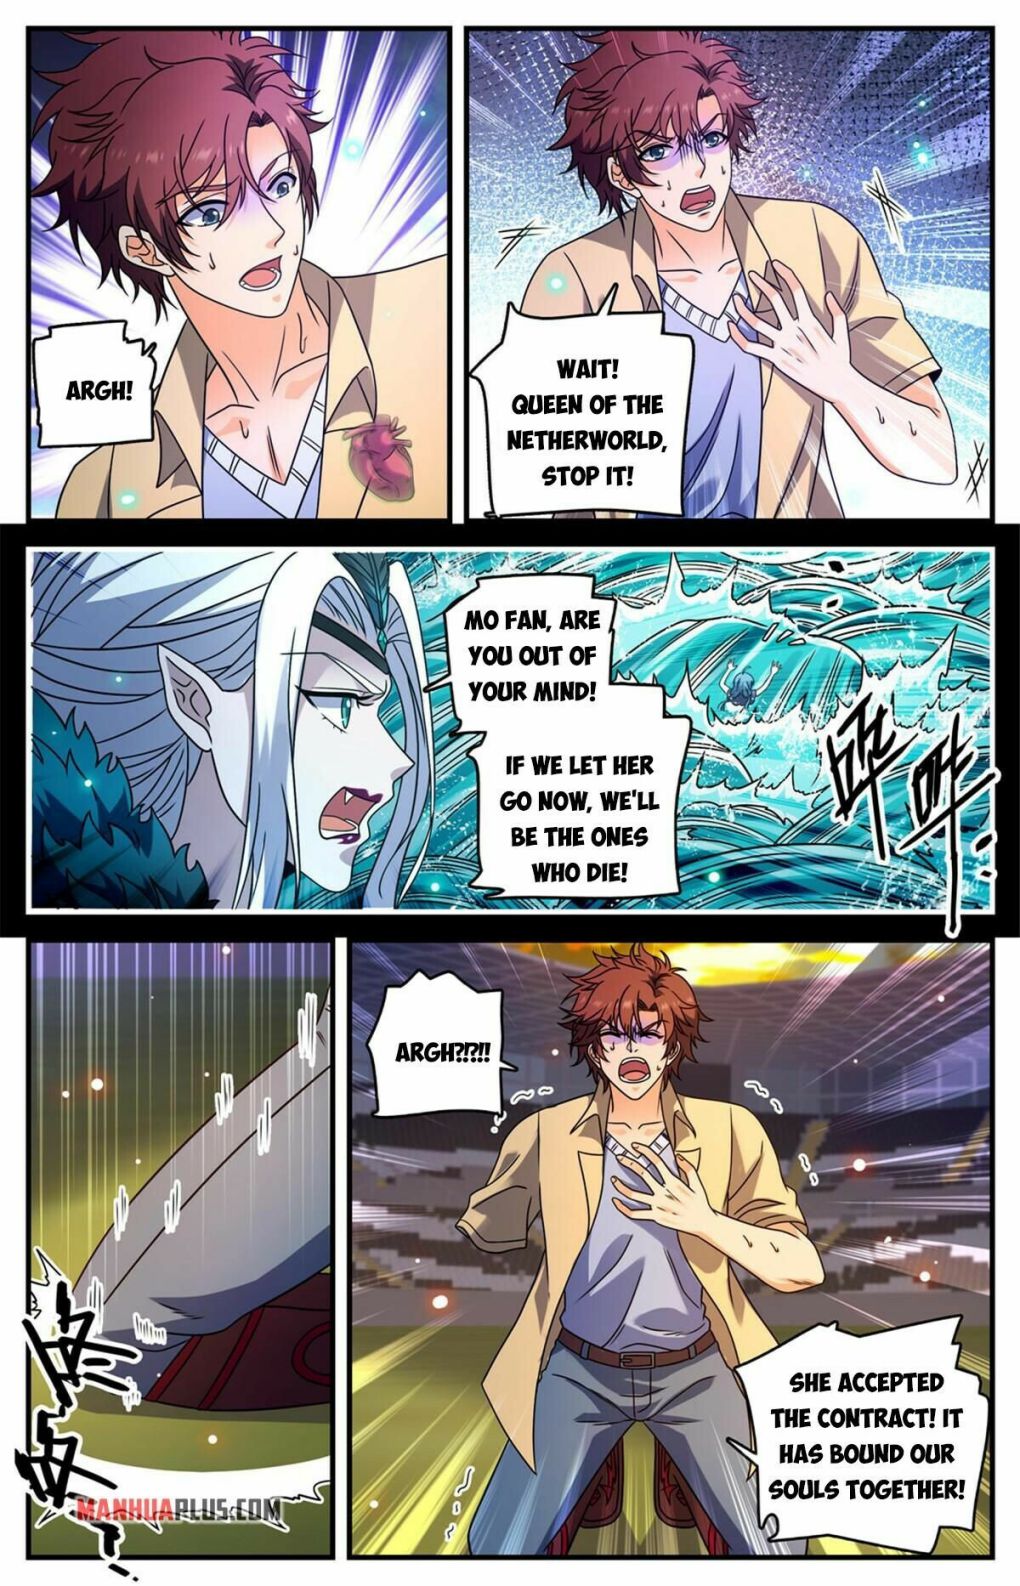 ARGH!
WAIT!
QUEEN OF THE
NETHERWORLD,
STOP IT!
MO FAN, ARE
YOU OUT OF
YOUR MIND!
IF WE LET HER
GO NOW, WE'LL
BE THE ONES
WHO DIE!
ARGH?!?!!
SHE ACCEPTED
THE CONTRACT! IT
HAS BOUND OUR
SOULS TOGETHER!
MANHUAPLUS.COM